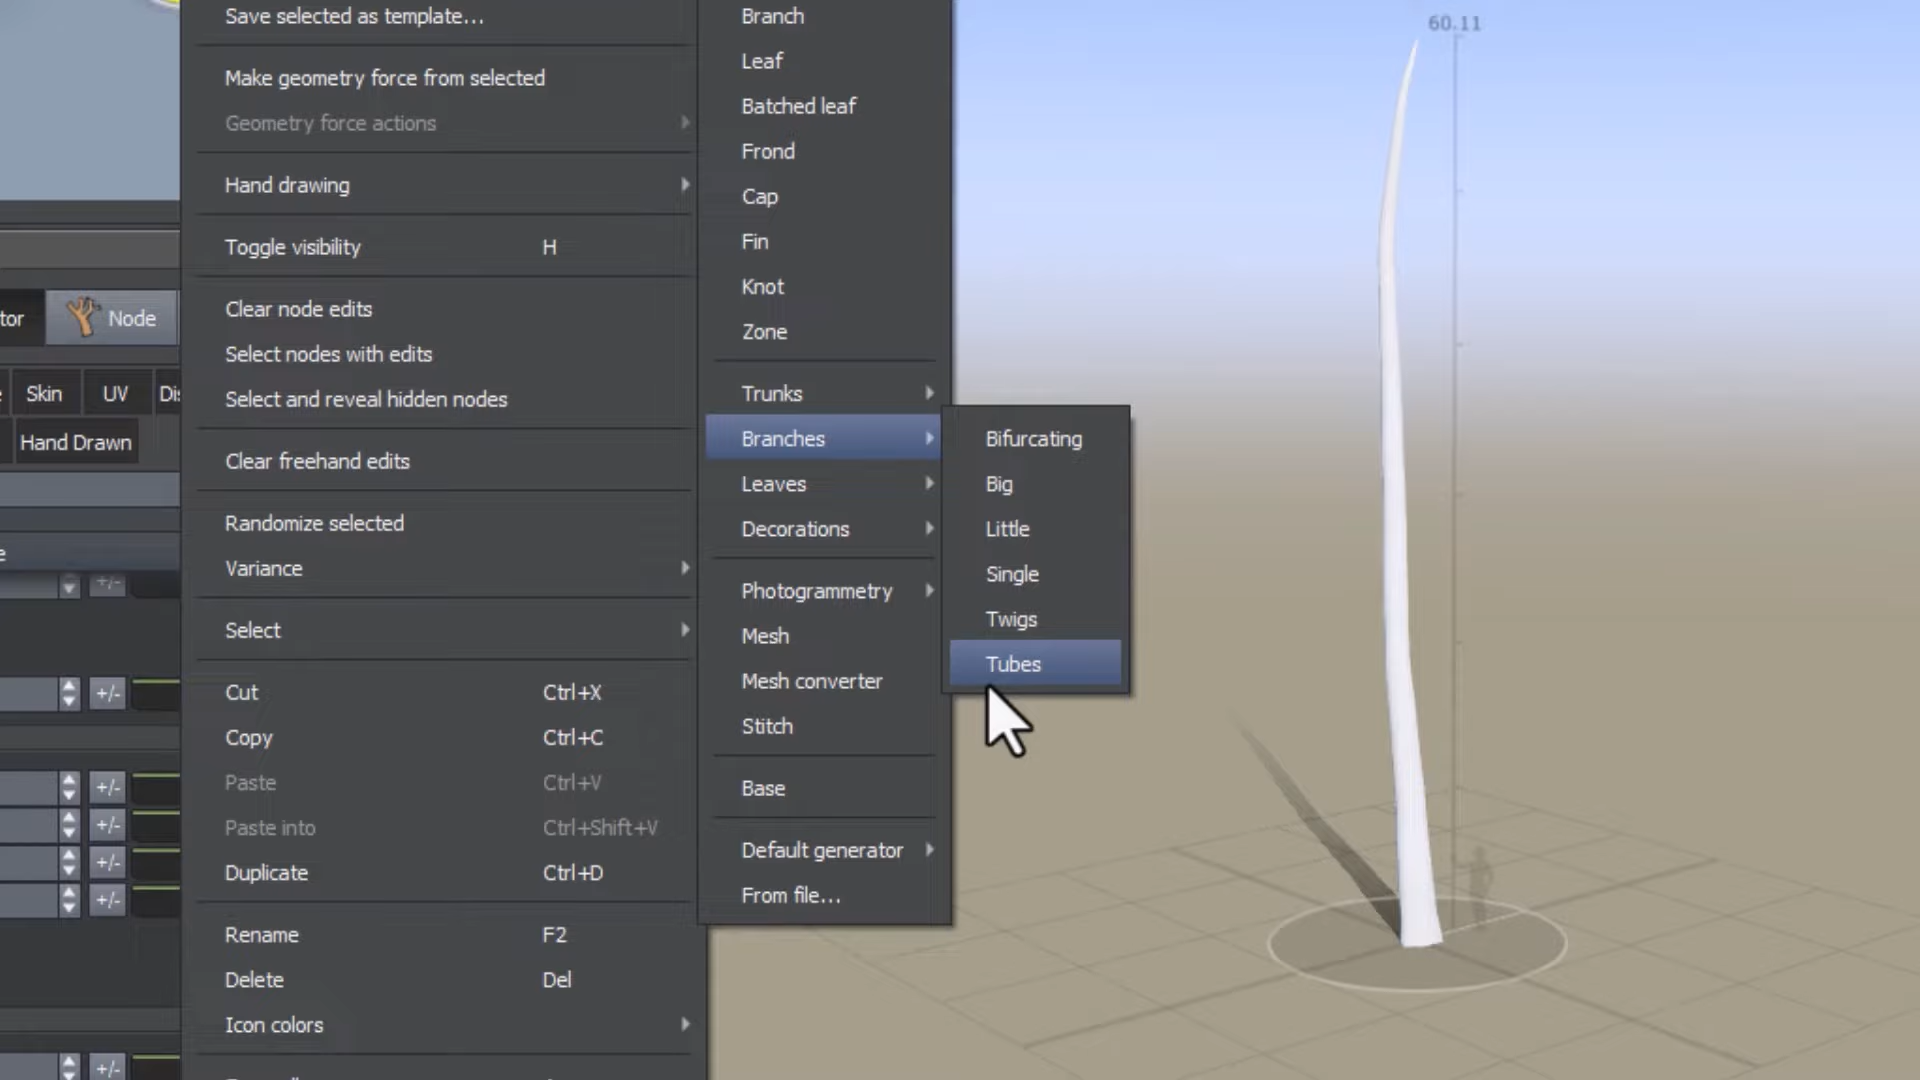 Save selected as template...
Make geometry force from selected
Geometry force actions
Hand drawing
Toggle visibility H
Clear node edits
Select nodes with edits
Select and reveal hidden nodes
Clear freehand edits
Randomize selected
Variance
Select
Cut Ctrl+X
Copy Ctrl+C
Paste Ctrl+V
Paste into Ctrl+Shift+V
Duplicate Ctrl+D
Rename F2
Delete Del
Icon colors
Branch
Leaf
Batched leaf
Frond
Cap
Fin
Knot
Zone
Trunks
Branches
Leaves
Decorations
Photogrammetry
Mesh
Mesh converter
Stitch
Base
Default generator
From file...
Bifurcating
Big
Little
Single
Twigs
Tubes
60.11
tor Node
Skin UV Dis
Hand Drawn
+/-
+/-
+/-
+/-
+/-
+/-
+/-